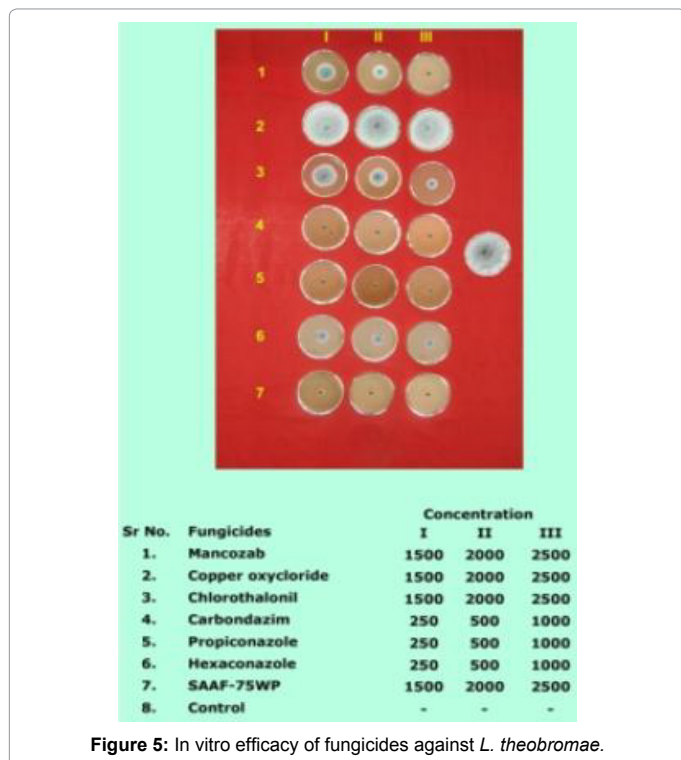 I II III
1
2
3
4
5
6
7
Concentration
Sr No. Fungicides I II III
1. Mancozab 1500 2000 2500
2. Copper oxycloride 1500 2000 2500
3. Chlorothalonil 1500 2000 2500
4. Carbondazim 250 500 1000
5. Propiconazole 250 500 1000
6. Hexaconazole 250 500 1000
7. SAAF-75WP 1500 2000 2500
8. Control - - -
Figure 5: In vitro efficacy of fungicides against L. theobromae.